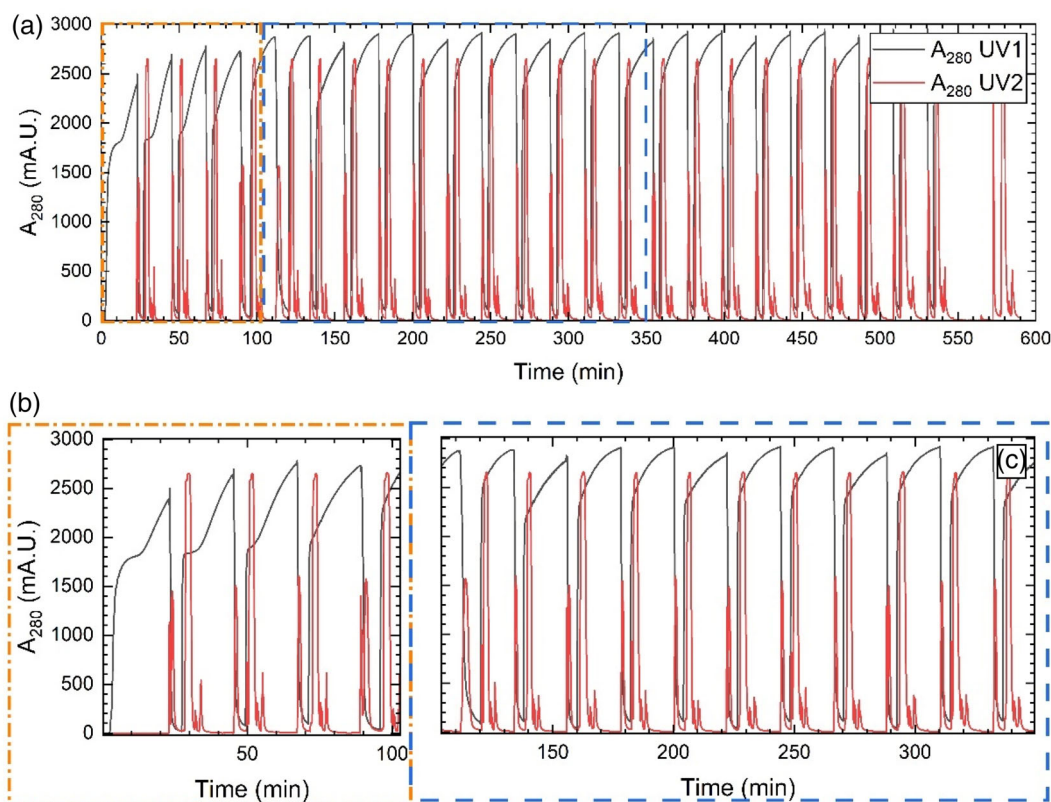 (a)
3000
2500
2000
1500
1000
500
0
A280 (mA.U.)
A280 UV1
A280 UV2
0 50 100 150 200 250 300 350 400 450 500 550 600
Time (min)
(b)
3000
2500
2000
1500
1000
500
0
A280 (mA.U.)
50 100
Time (min)
(c)
150 200 250 300
Time (min)